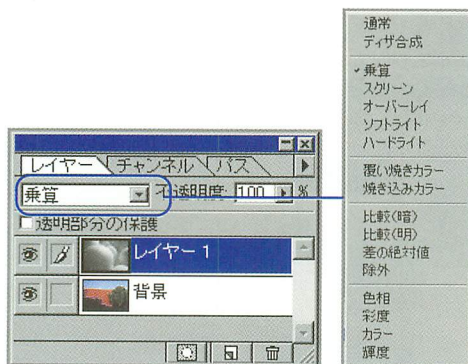 レイヤー チャンネル パス
乗算 不透明度: 100 %
透明部分の保護
レイヤー 1
背景
通常
ディザ合成
乗算
スクリーン
オーバーレイ
ソフトライト
ハードライト
覆い焼きカラー
焼き込みカラー
比較(暗)
比較(明)
差の絶対値
除外
色相
彩度
カラー
輝度